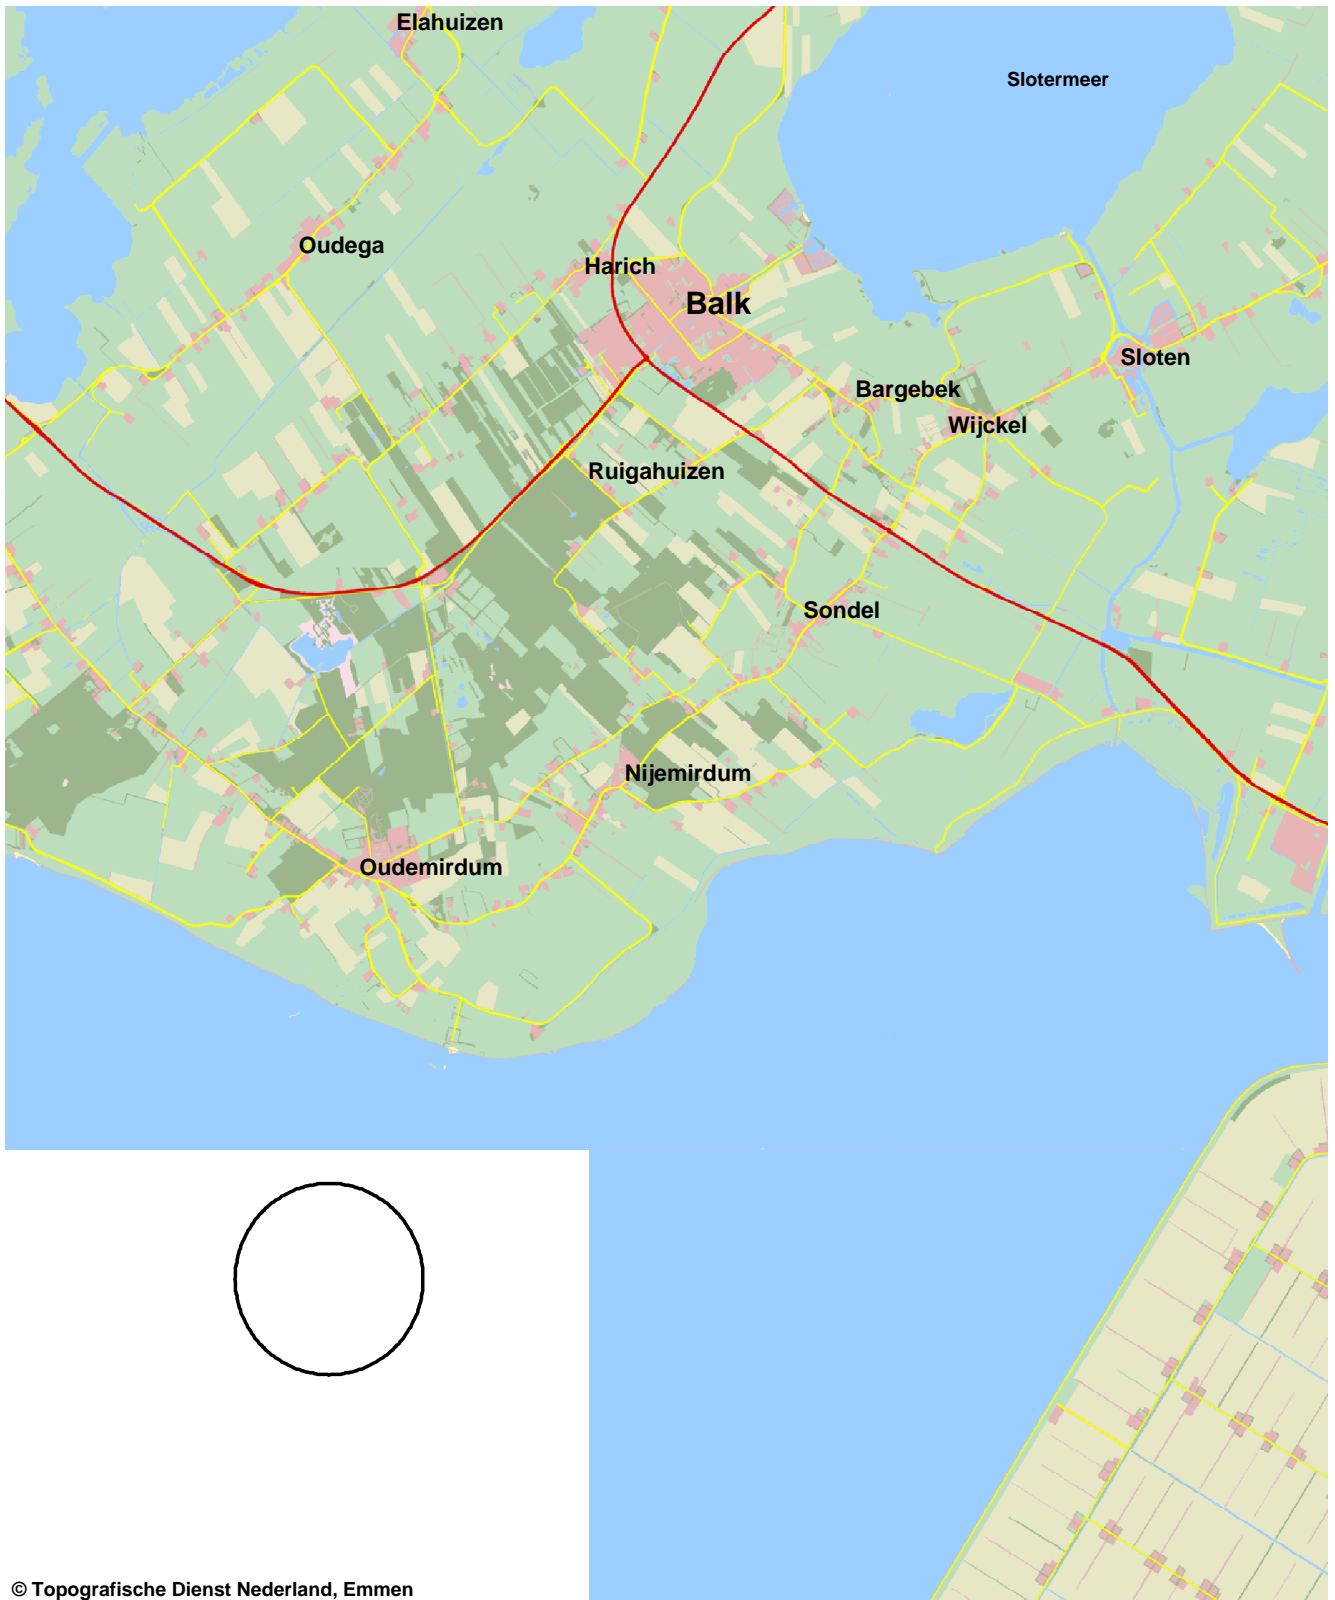 Elahuizen
Slotermeer
Oudega
Harich
Balk
Sloten
Bargebek
Wijckel
Ruigahuizen
Sondel
Nijemirdum
Oudemirdum
© Topografische Dienst Nederland, Emmen